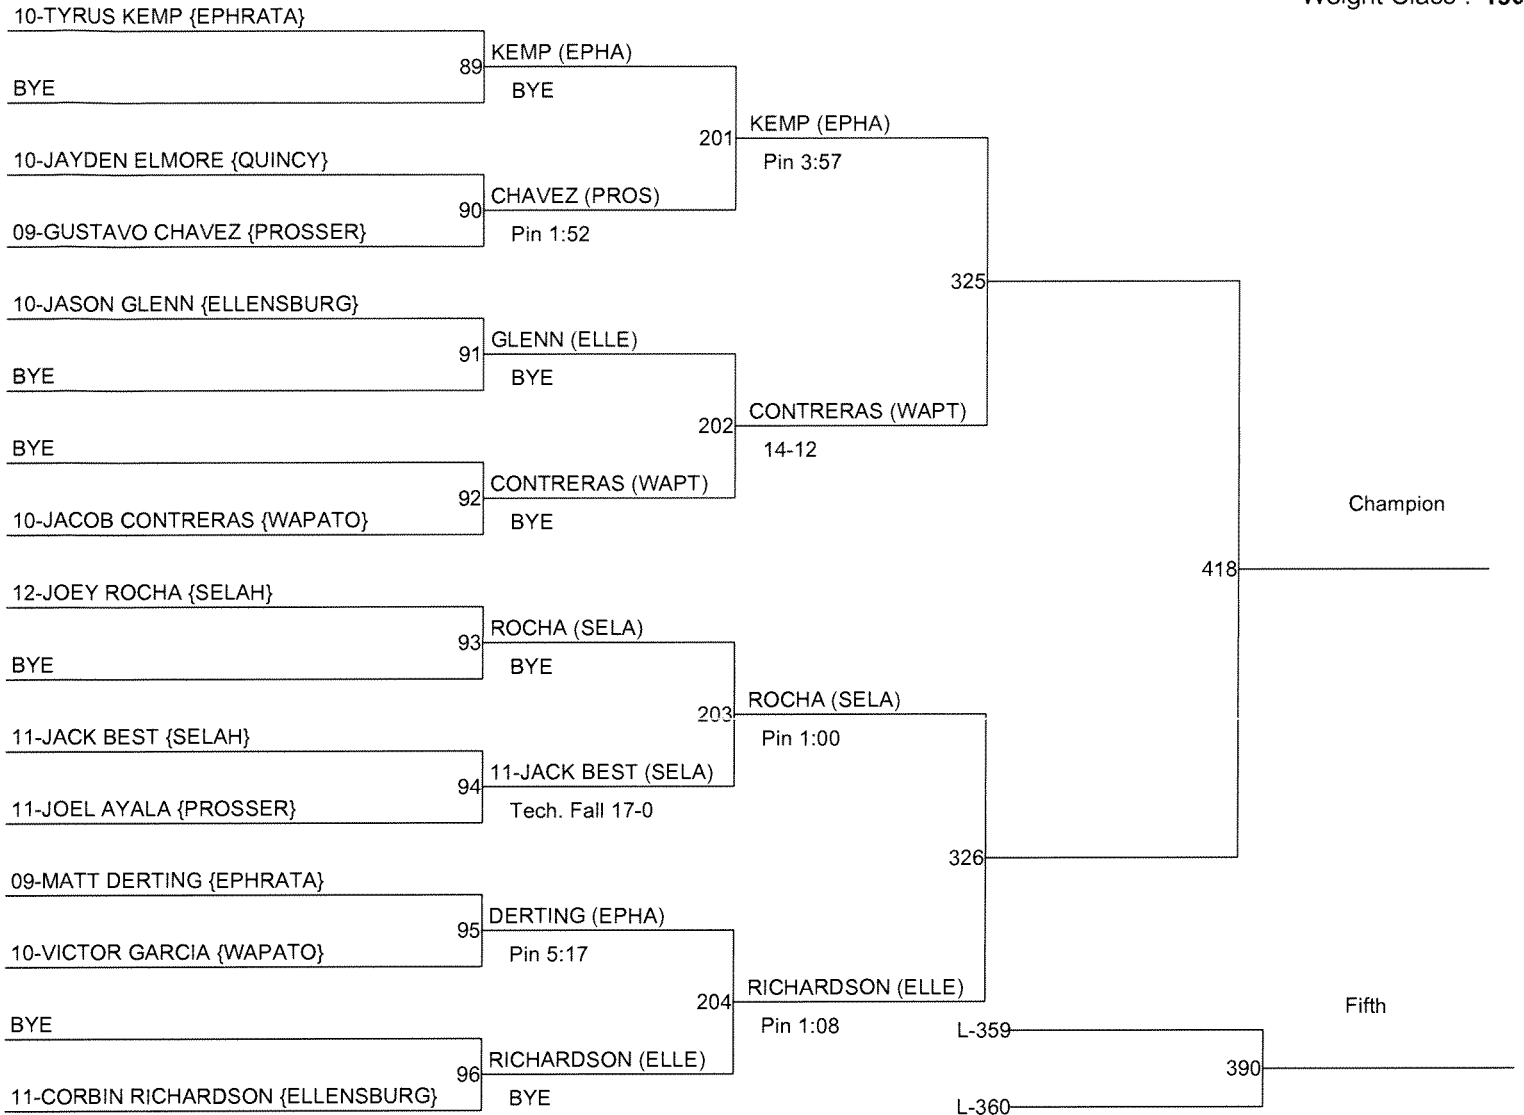 10-TYRUS KEMP {EPHRATA}
89
KEMP (EPHA)
BYE
BYE
201
KEMP (EPHA)
Pin 3:57
10-JAYDEN ELMORE {QUINCY}
90
CHAVEZ (PROS)
Pin 1:52
09-GUSTAVO CHAVEZ {PROSSER}
325
10-JASON GLENN {ELLENSBURG}
91
GLENN (ELLE)
BYE
BYE
202
CONTRERAS (WAPT)
14-12
BYE
92
CONTRERAS (WAPT)
BYE
10-JACOB CONTRERAS {WAPATO}
Champion
418
12-JOEY ROCHA {SELAH}
93
ROCHA (SELA)
BYE
BYE
203
ROCHA (SELA)
Pin 1:00
11-JACK BEST {SELAH}
94
11-JACK BEST (SELA)
Tech. Fall 17-0
11-JOEL AYALA {PROSSER}
326
09-MATT DERTING {EPHRATA}
95
DERTING (EPHA)
Pin 5:17
10-VICTOR GARCIA {WAPATO}
204
RICHARDSON (ELLE)
Pin 1:08
BYE
96
RICHARDSON (ELLE)
BYE
11-CORBIN RICHARDSON {ELLENSBURG}
Fifth
L-359
390
L-360